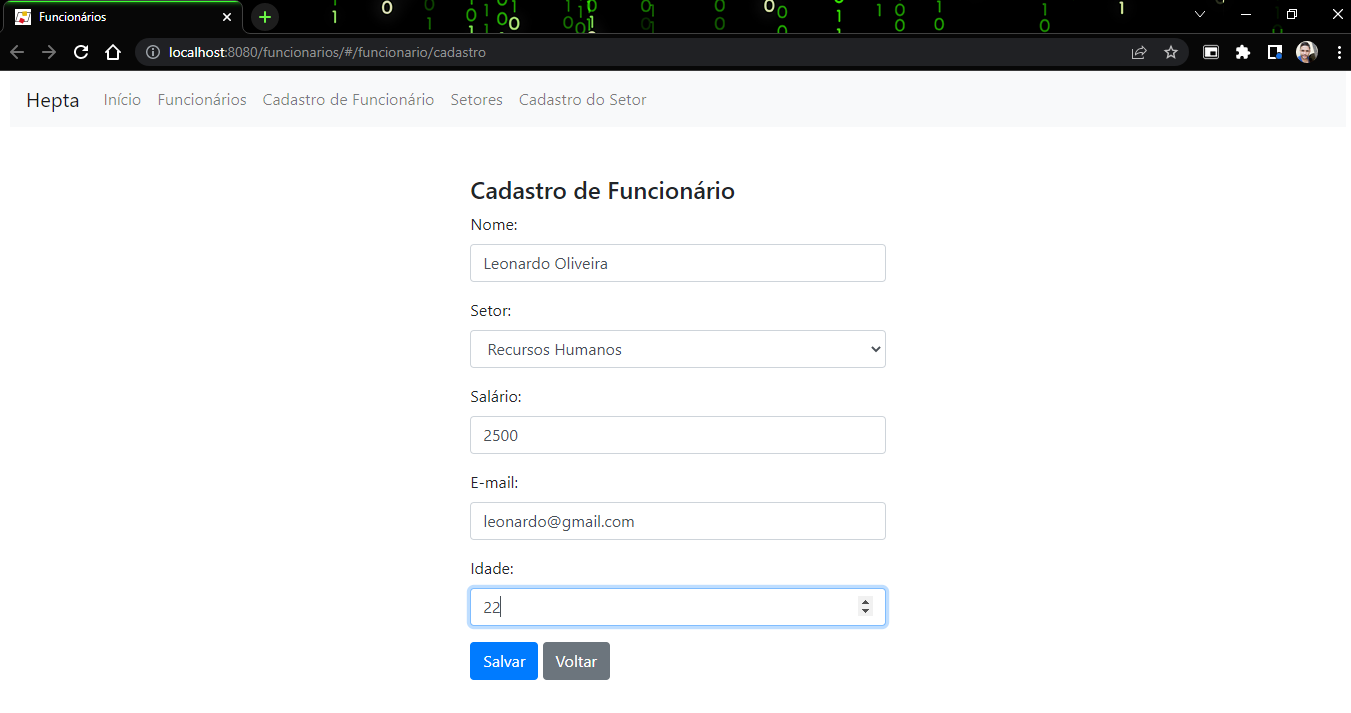 Funcionários
localhost:8080/funcionarios/#/funcionario/cadastro
Hepta Início Funcionários Cadastro de Funcionário Setores Cadastro do Setor
Cadastro de Funcionário
Nome:
Leonardo Oliveira
Setor:
Recursos Humanos
Salário:
2500
E-mail:
leonardo@gmail.com
Idade:
22
Salvar Voltar